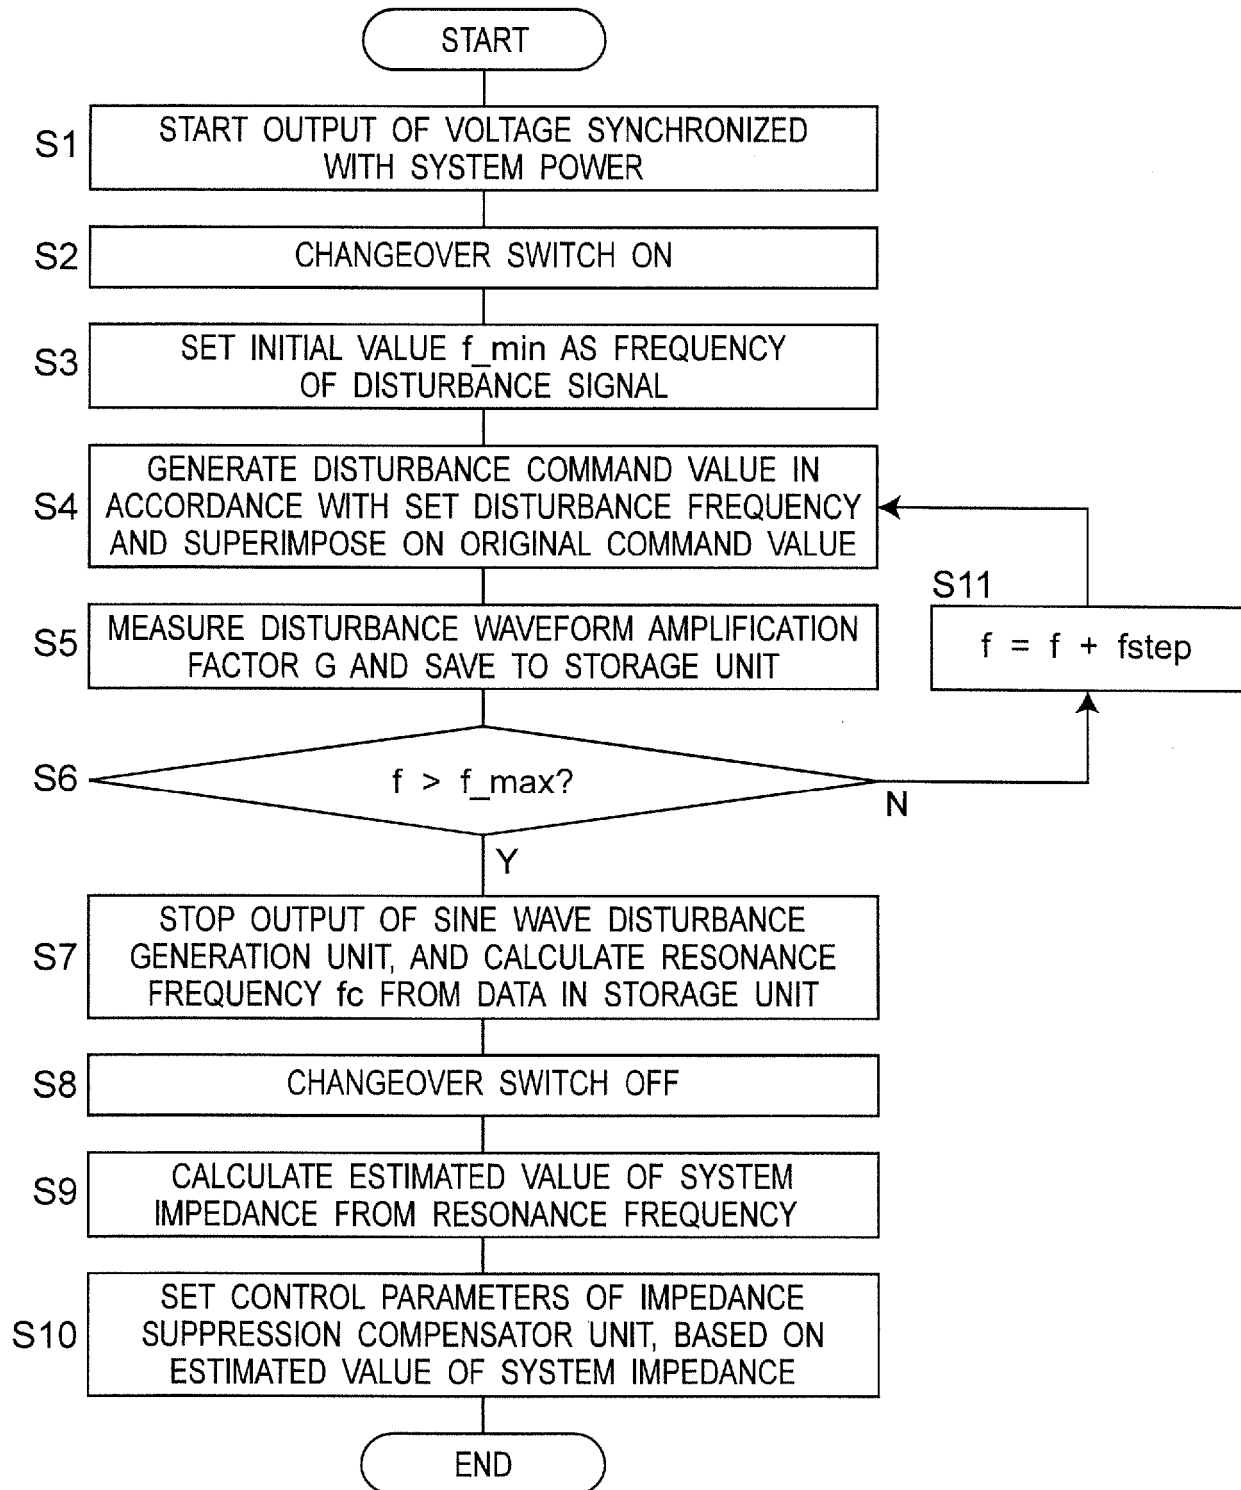 START
S1
START OUTPUT OF VOLTAGE SYNCHRONIZED
WITH SYSTEM POWER
S2
CHANGEOVER SWITCH ON
S3
SET INITIAL VALUE f_min AS FREQUENCY
OF DISTURBANCE SIGNAL
S4
GENERATE DISTURBANCE COMMAND VALUE IN
ACCORDANCE WITH SET DISTURBANCE FREQUENCY
AND SUPERIMPOSE ON ORIGINAL COMMAND VALUE
S11
f = f + fstep
S5
MEASURE DISTURBANCE WAVEFORM AMPLIFICATION
FACTOR G AND SAVE TO STORAGE UNIT
S6
f > f_max?
N
Y
S7
STOP OUTPUT OF SINE WAVE DISTURBANCE
GENERATION UNIT, AND CALCULATE RESONANCE
FREQUENCY fc FROM DATA IN STORAGE UNIT
S8
CHANGEOVER SWITCH OFF
S9
CALCULATE ESTIMATED VALUE OF SYSTEM
IMPEDANCE FROM RESONANCE FREQUENCY
S10
SET CONTROL PARAMETERS OF IMPEDANCE
SUPPRESSION COMPENSATOR UNIT, BASED ON
ESTIMATED VALUE OF SYSTEM IMPEDANCE
END